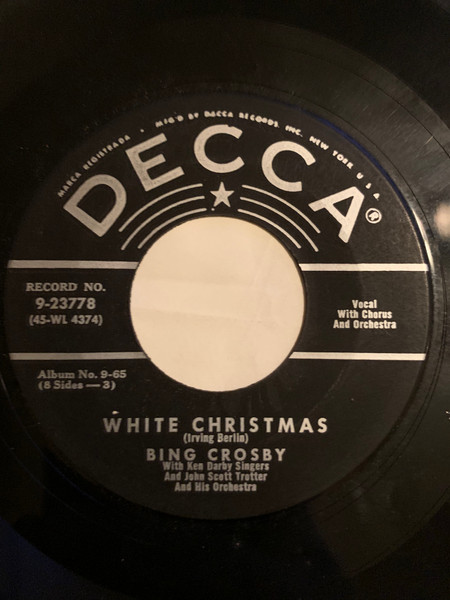 MARCA REGISTRADA • MFG'D BY DECCA RECORDS, INC. NEW YORK U.S.A.
DECCA®
RECORD NO.
9-23778
(45-WL 4374)
Vocal
With Chorus
And Orchestra
Album No. 9-65
(8 Sides — 3)
WHITE CHRISTMAS
(Irving Berlin)
BING CROSBY
With Ken Darby Singers
And John Scott Trotter
And His Orchestra